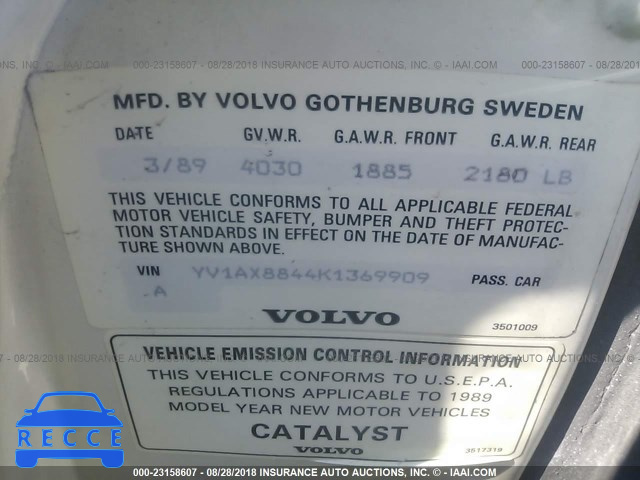 000-23158607 - 08/28/2018 INSURANCE AUTO AUCTIONS, INC. - © - IAAI.COM
MFD. BY VOLVO GOTHENBURG SWEDEN
DATE GV.W.R. G.A.W.R. FRONT G.A.W.R. REAR
3/89 4030 1885 2180 LB
THIS VEHICLE CONFORMS TO ALL APPLICABLE FEDERAL
MOTOR VEHICLE SAFETY, BUMPER AND THEFT PROTEC-
TION STANDARDS IN EFFECT ON THE DATE OF MANUFAC-
TURE SHOWN ABOVE.
VIN YV1AX8844K1369909 PASS. CAR
.A
VOLVO
3501009
VEHICLE EMISSION CONTROL INFORMATION
THIS VEHICLE CONFORMS TO U.S.E.P.A.
REGULATIONS APPLICABLE TO 1989
MODEL YEAR NEW MOTOR VEHICLES
CATALYST
VOLVO
3517319
RECCE
000-23158607 - 08/28/2018 INSURANCE AUTO AUCTIONS, INC. - © - IAAI.COM